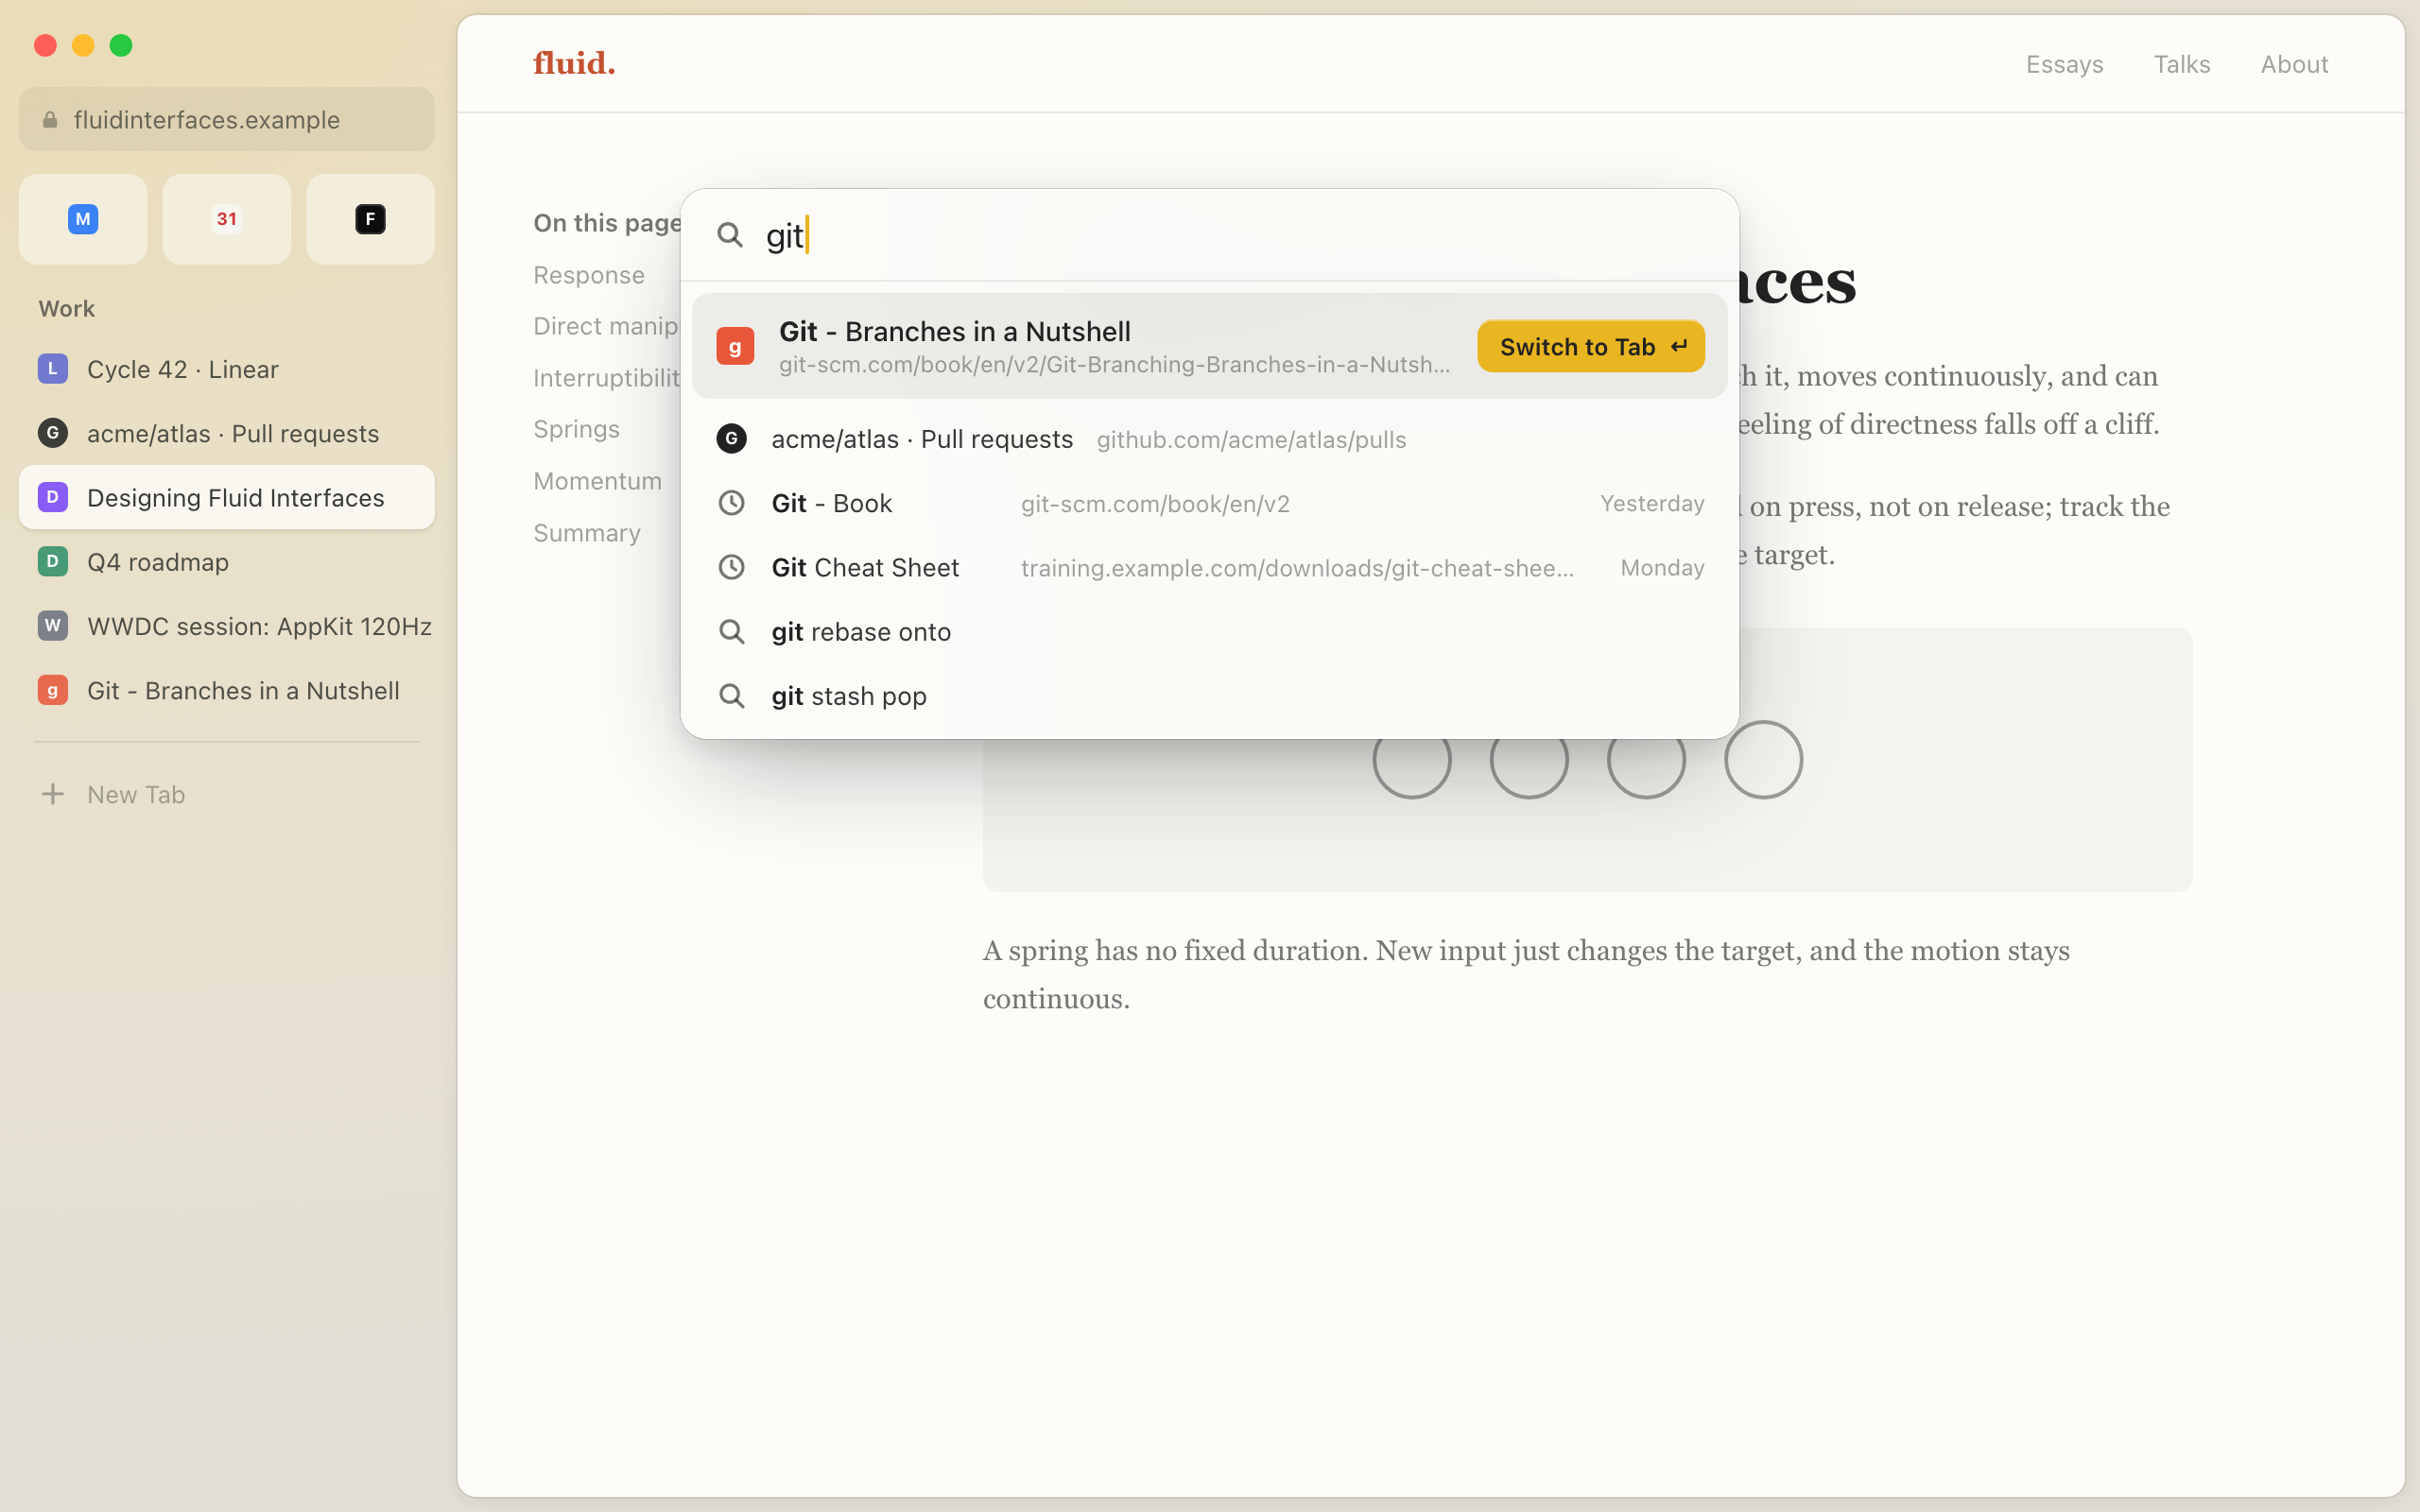 fluidinterfaces.example
M
31
F
Work
L Cycle 42 · Linear
G acme/atlas · Pull requests
D Designing Fluid Interfaces
D Q4 roadmap
W WWDC session: AppKit 120Hz
g Git - Branches in a Nutshell
New Tab
fluid.
Essays Talks About
On this page
Response
Direct manip
Interruptibilit
Springs
Momentum
Summary
git
g Git - Branches in a Nutshell
git-scm.com/book/en/v2/Git-Branching-Branches-in-a-Nutsh...
Switch to Tab ↵
G acme/atlas · Pull requests github.com/acme/atlas/pulls
Git - Book git-scm.com/book/en/v2 Yesterday
Git Cheat Sheet training.example.com/downloads/git-cheat-shee... Monday
git rebase onto
git stash pop
aces
h it, moves continuously, and can
eeling of directness falls off a cliff.
on press, not on release; track the
e target.
A spring has no fixed duration. New input just changes the target, and the motion stays
continuous.